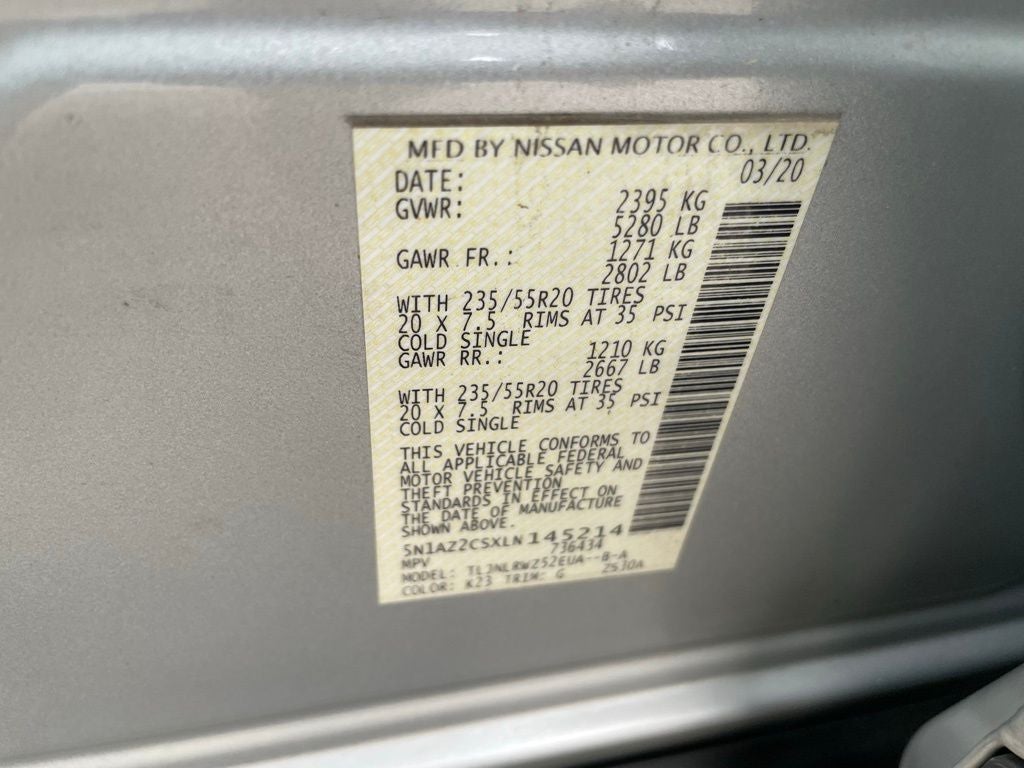 MFD BY NISSAN MOTOR CO., LTD.
DATE: 03/20
GVWR: 2395 KG
5280 LB
GAWR FR.: 1271 KG
2802 LB
WITH 235/55R20 TIRES
20 X 7.5 RIMS AT 35 PSI
COLD SINGLE
GAWR RR.: 1210 KG
2667 LB
WITH 235/55R20 TIRES
20 X 7.5 RIMS AT 35 PSI
COLD SINGLE
THIS VEHICLE CONFORMS TO
ALL APPLICABLE FEDERAL
MOTOR VEHICLE SAFETY AND
THEFT PREVENTION
STANDARDS IN EFFECT ON
THE DATE OF MANUFACTURE
SHOWN ABOVE.
5N1AZ2CSXLN145214
MPV 736434
MODEL: TLJNLRWZ52EUA--B-A
COLOR: K23 TRIM: G Z530A